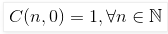 C(n, 0) = 1, ∀n ∈ ℕ